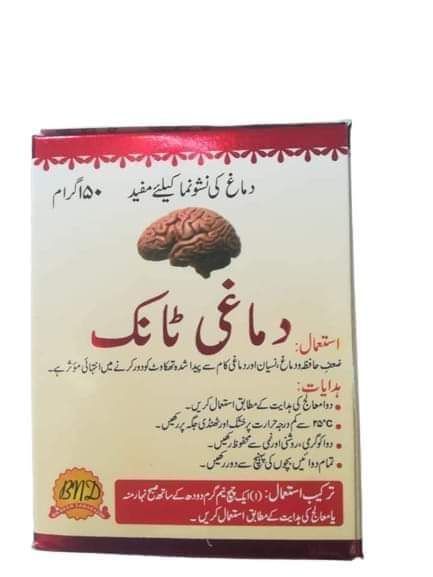 دماغ کی نشوونما کیلئے مفید ۱۵۰ گرام
دماغی ٹانک
استعمال:
ضعفِ حافظہ و دماغ، نسیان اور دماغی کام سے پیدا شدہ تھکاوٹ کو دور کرنے میں انتہائی مؤثر ہے۔
ہدایات:
• دوا معالج کی ہدایت کے مطابق استعمال کریں۔
• ۲۵°C سے کم درجہ حرارت پر خشک اور ٹھنڈی جگہ پر رکھیں۔
• دوا کو گرمی، روشنی اور نمی سے محفوظ رکھیں۔
• تمام دوائیں بچوں کی پہنچ سے دور رکھیں۔
ترکیب استعمال: (۱) ایک چمچ نیم گرم دودھ کے ساتھ صبح نہار منہ
یا معالج کی ہدایت کے مطابق استعمال کریں۔
BND